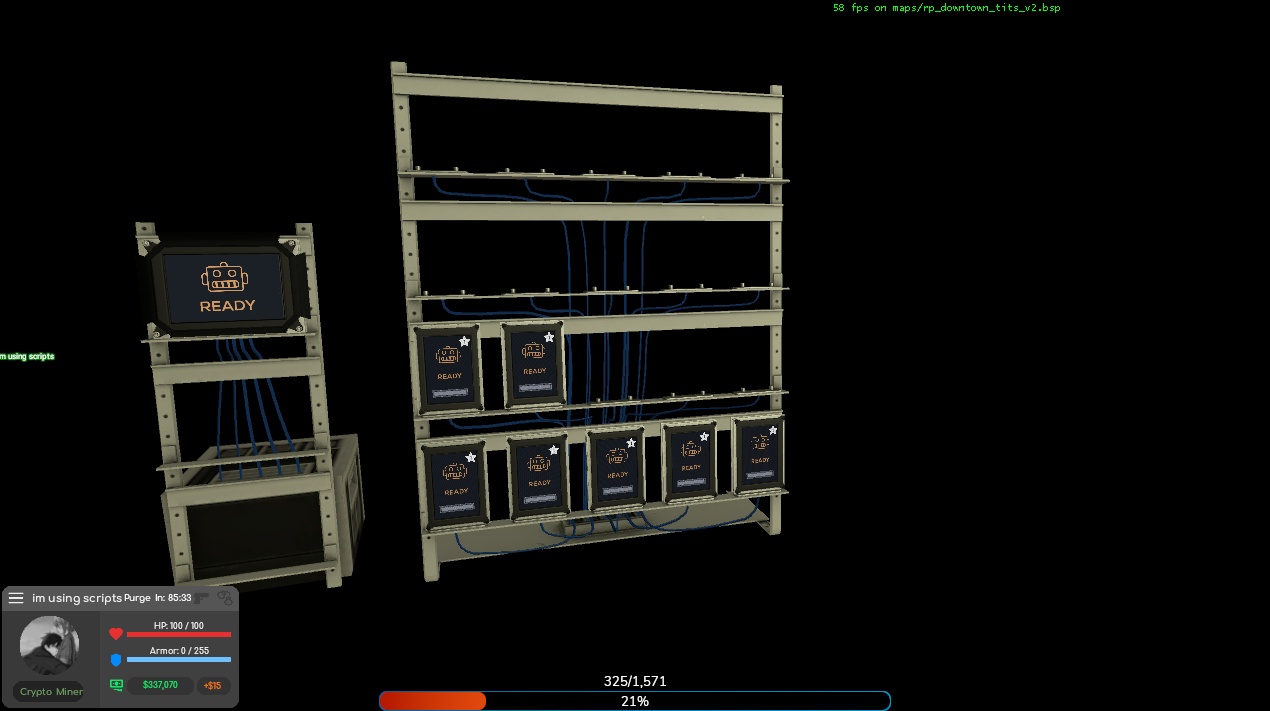 58 fps on maps/rp_downtown_tits_v2.bsp
READY
READY
READY
m using scripts
READY
READY
READY
READY
READY
im using scripts
Purge In: 85:33
HP: 100 / 100
Armor: 0 / 255
$337,070
+$15
Crypto Miner
325/1,571
21%